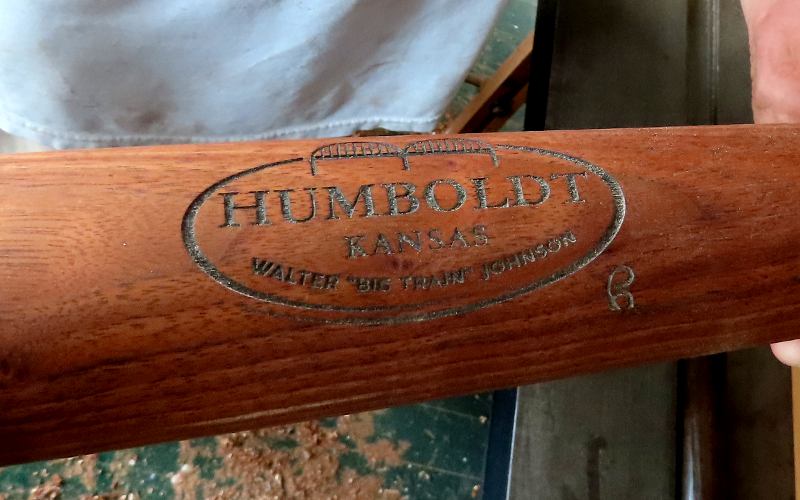 HUMBOLDT
KANSAS
WALTER "BIG TRAIN" JOHNSON